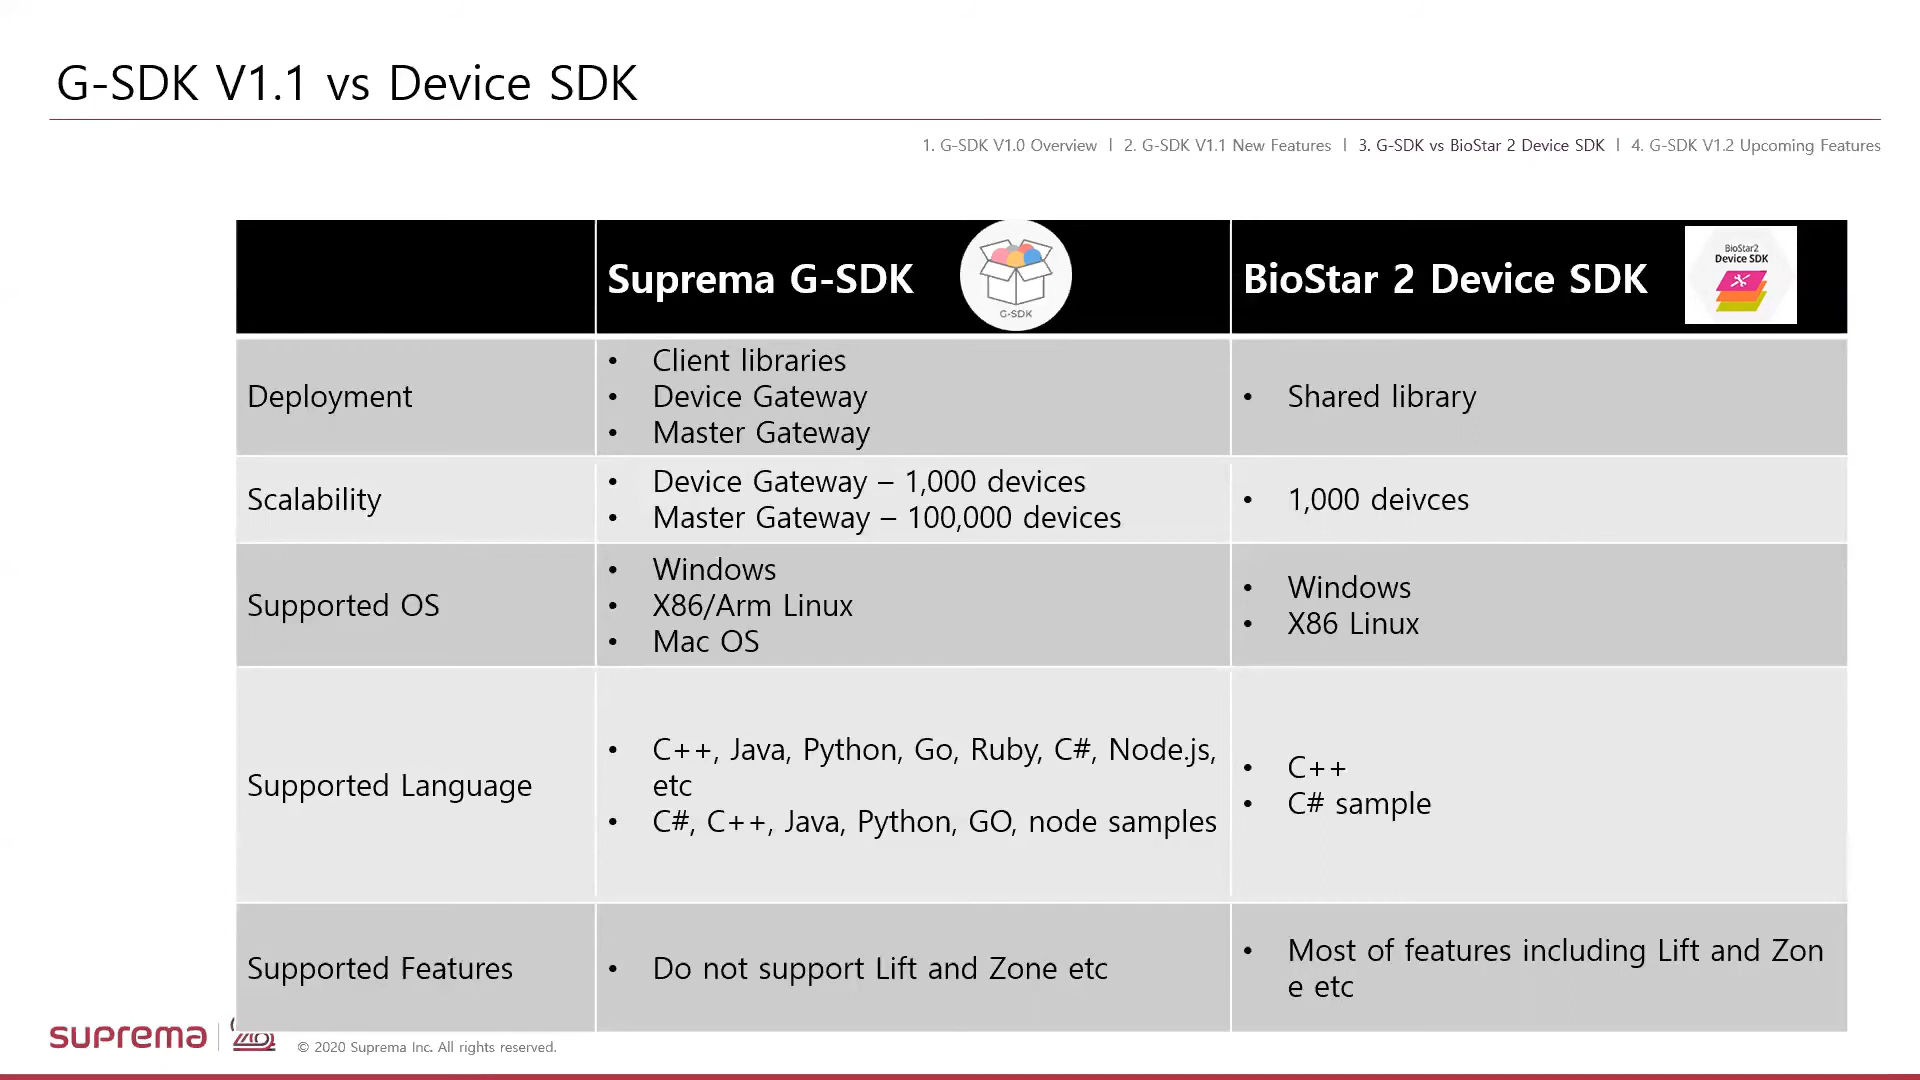 G-SDK V1.1 vs Device SDK
1. G-SDK V1.0 Overview | 2. G-SDK V1.1 New Features | 3. G-SDK vs BioStar 2 Device SDK | 4. G-SDK V1.2 Upcoming Features
Suprema G-SDK
G-SDK
BioStar 2 Device SDK
BioStar2
Device SDK
Deployment
• Client libraries
• Device Gateway
• Master Gateway
• Shared library
Scalability
• Device Gateway – 1,000 devices
• Master Gateway – 100,000 devices
• 1,000 deivces
Supported OS
• Windows
• X86/Arm Linux
• Mac OS
• Windows
• X86 Linux
Supported Language
• C++, Java, Python, Go, Ruby, C#, Node.js,
etc
• C#, C++, Java, Python, GO, node samples
• C++
• C# sample
Supported Features
• Do not support Lift and Zone etc
• Most of features including Lift and Zon
e etc
suprema
© 2020 Suprema Inc. All rights reserved.